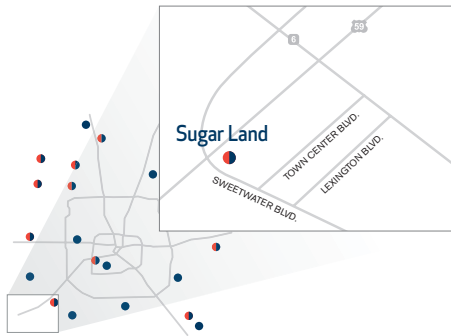 59
6
Sugar Land
TOWN CENTER BLVD.
LEXINGTON BLVD.
SWEETWATER BLVD.